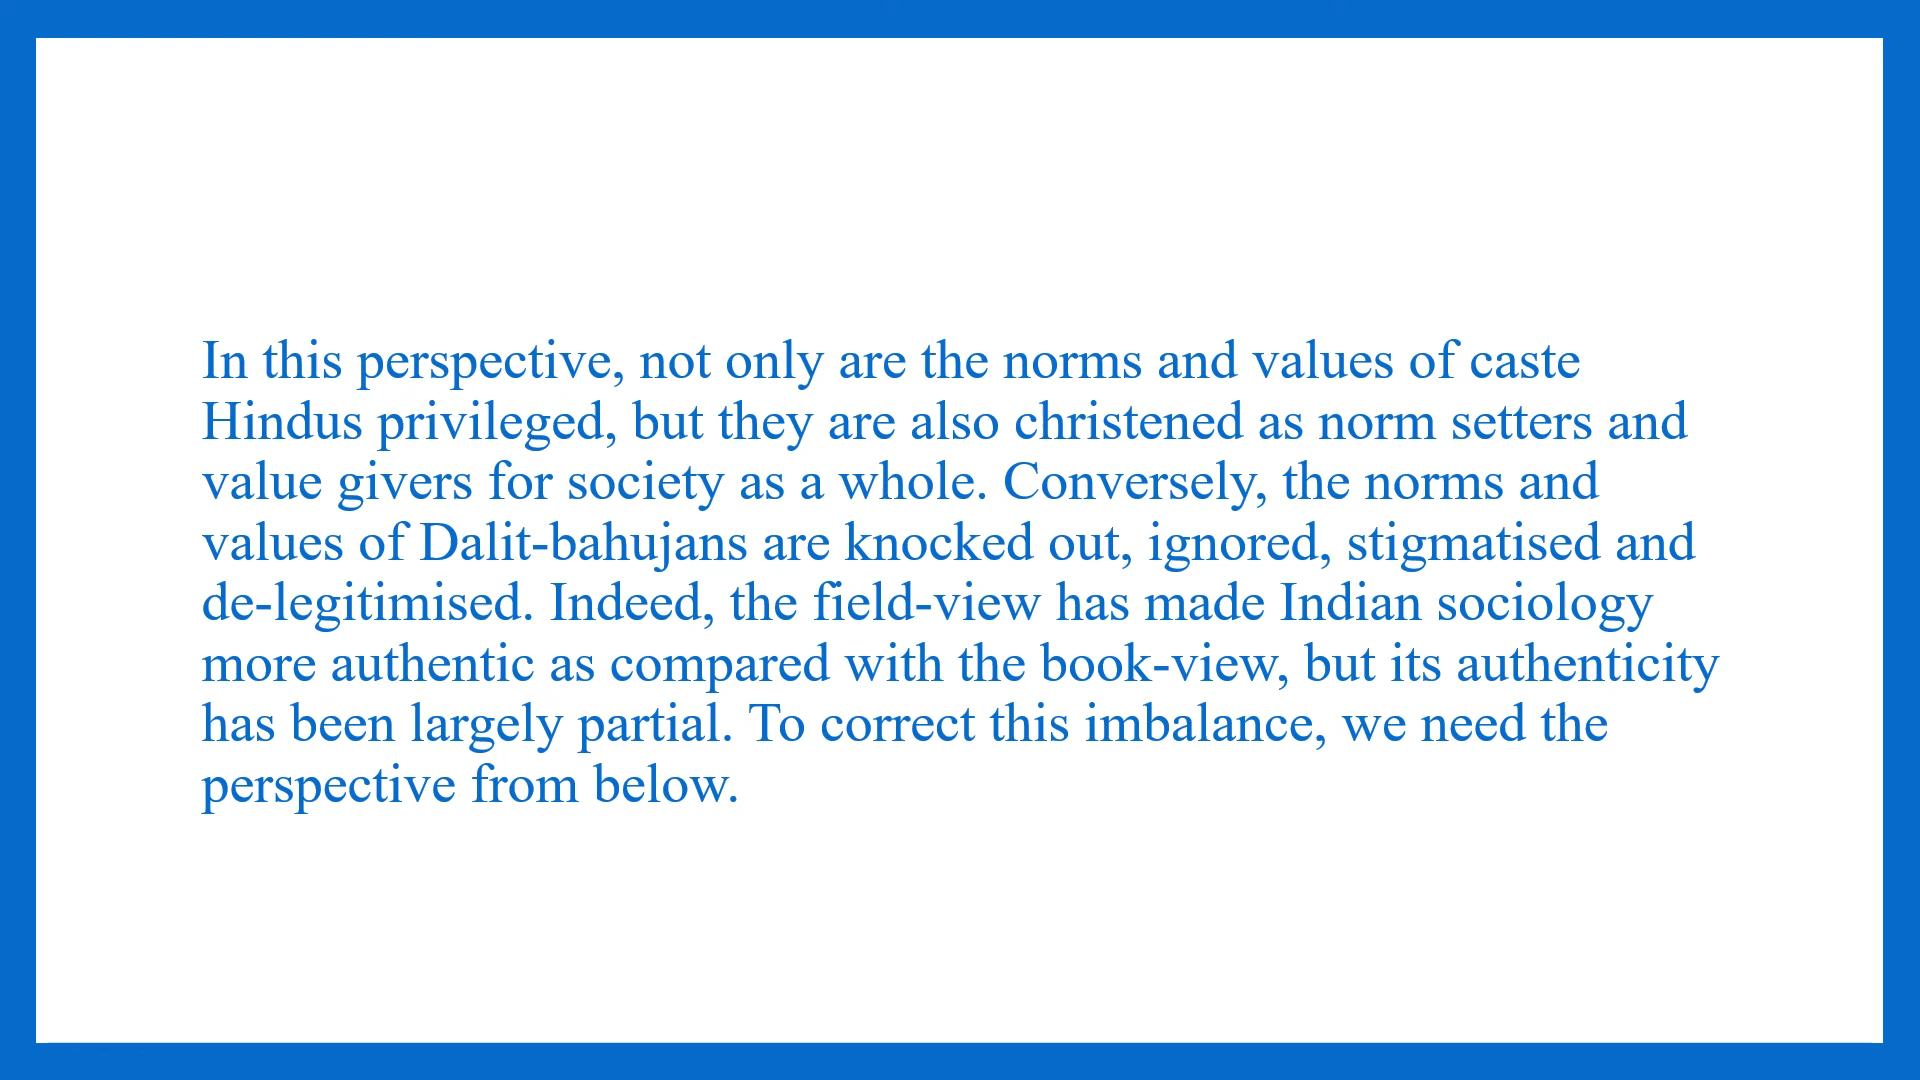 In this perspective, not only are the norms and values of caste
Hindus privileged, but they are also christened as norm setters and
value givers for society as a whole. Conversely, the norms and
values of Dalit-bahujans are knocked out, ignored, stigmatised and
de-legitimised. Indeed, the field-view has made Indian sociology
more authentic as compared with the book-view, but its authenticity
has been largely partial. To correct this imbalance, we need the
perspective from below.